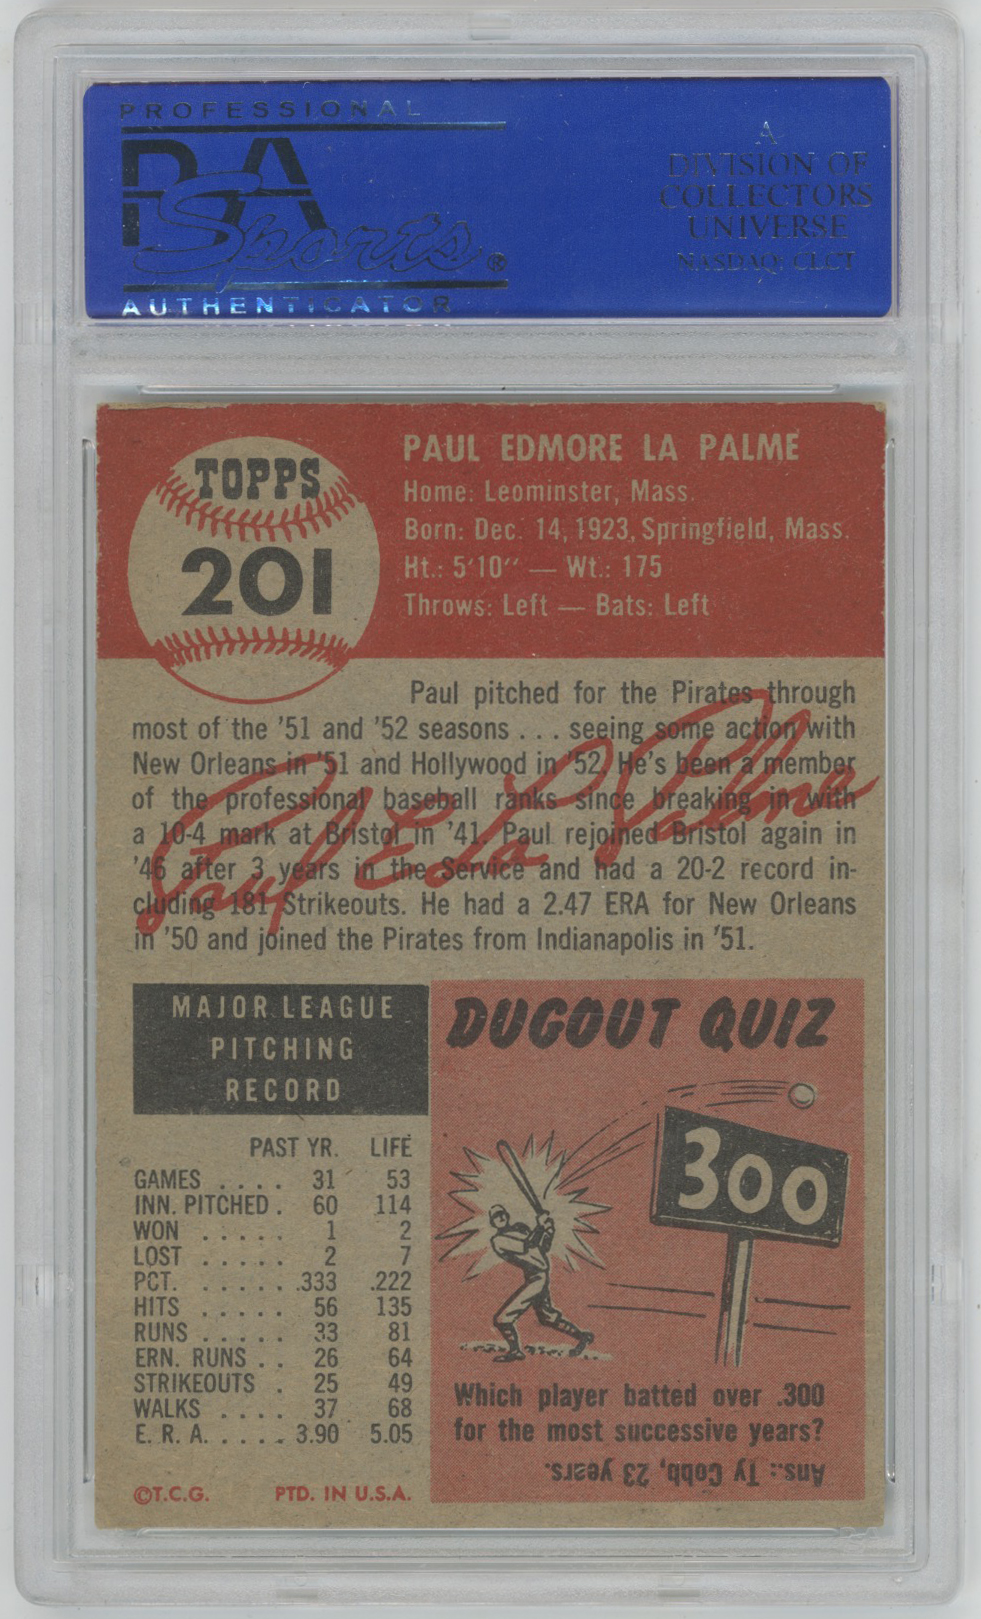 PROFESSIONAL
PSA
Sports®
AUTHENTICATOR
A
DIVISION OF
COLLECTORS
UNIVERSE
NASDAQ: CLCT
TOPPS
201
PAUL EDMORE LA PALME
Home: Leominster, Mass.
Born: Dec. 14, 1923, Springfield, Mass.
Ht.: 5'10" — Wt.: 175
Throws: Left — Bats: Left
Paul pitched for the Pirates through
most of the '51 and '52 seasons . . . seeing some action with
New Orleans in '51 and Hollywood in '52. He's been a member
of the professional baseball ranks since breaking in with
a 10-4 mark at Bristol in '41. Paul rejoined Bristol again in
'46 after 3 years in the Service and had a 20-2 record in-
cluding 181 Strikeouts. He had a 2.47 ERA for New Orleans
in '50 and joined the Pirates from Indianapolis in '51.
Paul E. La Palme
MAJOR LEAGUE
PITCHING
RECORD
PAST YR. LIFE
GAMES . . . . 31 53
INN. PITCHED . 60 114
WON . . . . . 1 2
LOST . . . . . 2 7
PCT. . . . . . .333 .222
HITS . . . . . 56 135
RUNS . . . . . 33 81
ERN. RUNS . . 26 64
STRIKEOUTS . 25 49
WALKS . . . . 37 68
E. R. A. . . . . 3.90 5.05
©T.C.G. PTD. IN U.S.A.
DUGOUT QUIZ
300
Which player batted over .300
for the most successive years?
Ans.: Ty Cobb, 23 years.